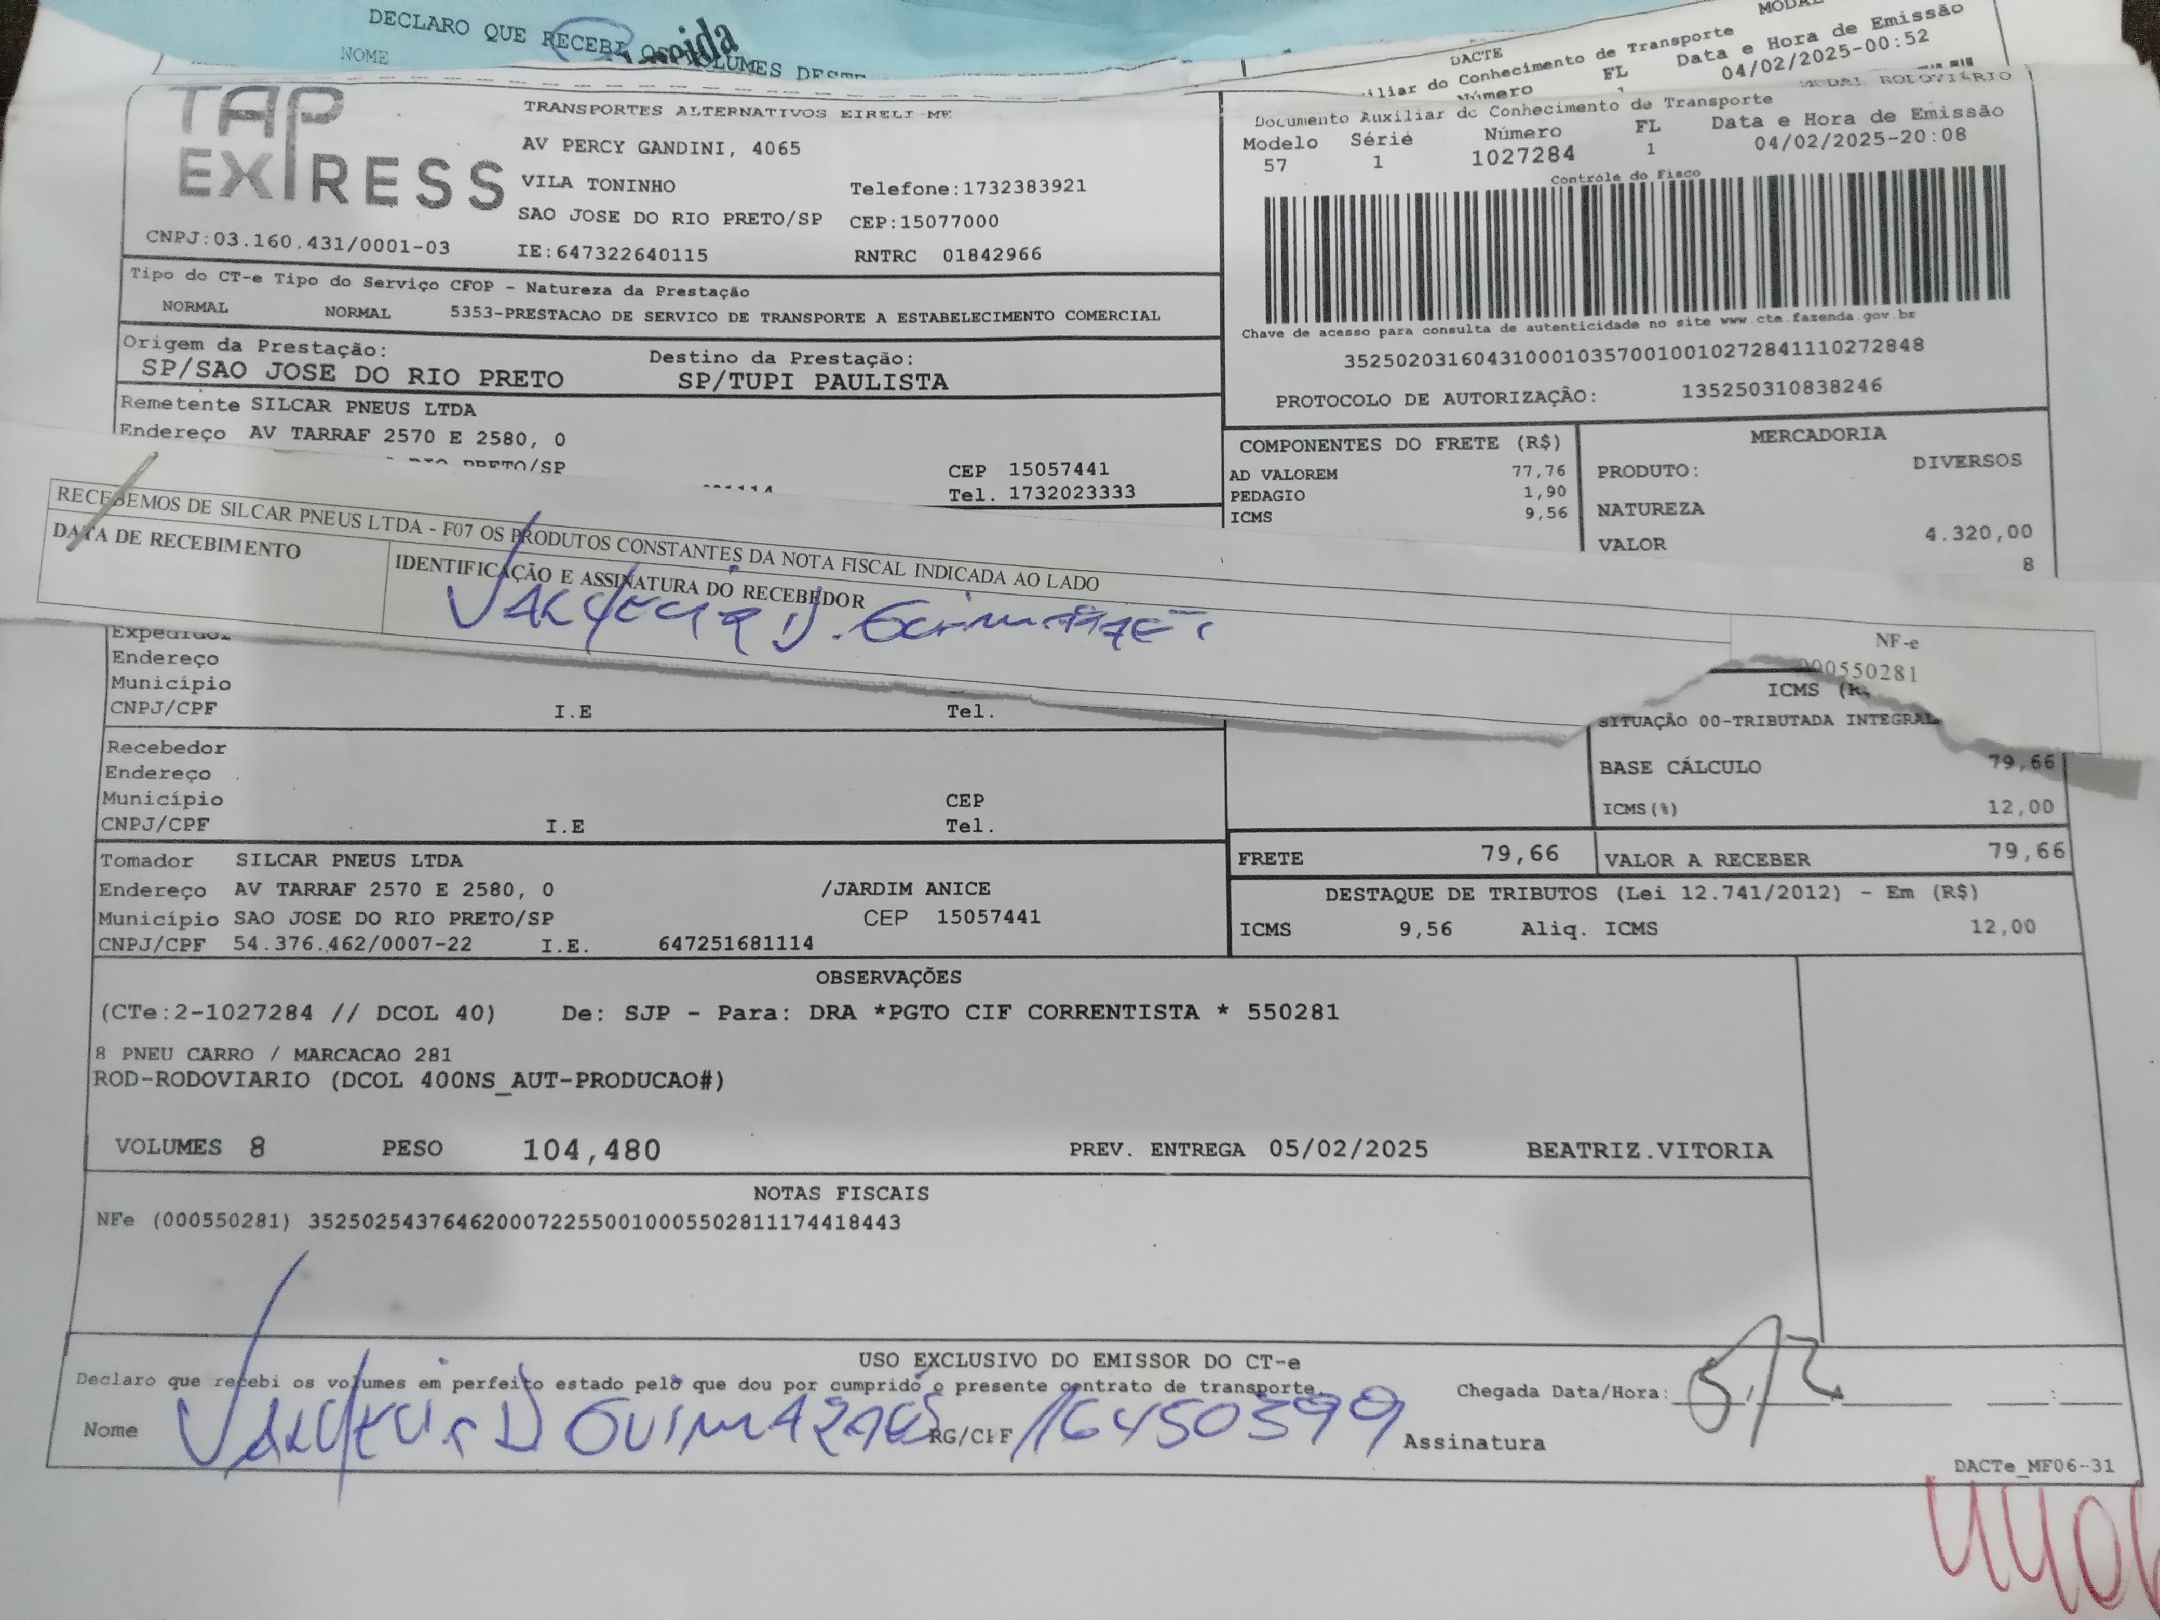 DECLARO QUE RECEBI OS VOLUMES DESTE
NOME
DACTE
MODAL
Conhecimento de Transporte
Número
FL
Data e Hora de Emissão
04/02/2025-00:52
TAP EXPRESS
TRANSPORTES ALTERNATIVOS EIRELI-ME
AV PERCY GANDINI, 4065
VILA TONINHO
Telefone:1732383921
SAO JOSE DO RIO PRETO/SP
CEP:15077000
CNPJ:03.160.431/0001-03
IE:647322640115
RNTRC 01842966
MODAL RODOVIÁRIO
Documento Auxiliar do Conhecimento de Transporte
Modelo Série Número FL Data e Hora de Emissão
57 1 1027284 1 04/02/2025-20:08
Controle do Fisco
Chave de acesso para consulta de autenticidade no site www.cte.fazenda.gov.br
35250203160431000103570010010272841110272848
PROTOCOLO DE AUTORIZAÇÃO: 135250310838246
Tipo do CT-e Tipo do Serviço CFOP - Natureza da Prestação
NORMAL NORMAL 5353-PRESTACAO DE SERVICO DE TRANSPORTE A ESTABELECIMENTO COMERCIAL
Origem da Prestação:
SP/SAO JOSE DO RIO PRETO
Destino da Prestação:
SP/TUPI PAULISTA
Remetente SILCAR PNEUS LTDA
Endereço AV TARRAF 2570 E 2580, 0
PRETO/SP
CEP 15057441
Tel. 1732023333
COMPONENTES DO FRETE (R$)
AD VALOREM 77,76
PEDAGIO 1,90
ICMS 9,56
MERCADORIA
PRODUTO: DIVERSOS
NATUREZA
VALOR 4.320,00
8
RECEBEMOS DE SILCAR PNEUS LTDA - F07 OS PRODUTOS CONSTANTES DA NOTA FISCAL INDICADA AO LADO
DATA DE RECEBIMENTO
IDENTIFICAÇÃO E ASSINATURA DO RECEBEDOR
NF-e
000550281
Endereço
Município
CNPJ/CPF I.E Tel.
ICMS
SITUAÇÃO 00-TRIBUTADA INTEGRAL
BASE CÁLCULO 79,66
ICMS(%) 12,00
Recebedor
Endereço
Município CEP
CNPJ/CPF I.E Tel.
FRETE 79,66
VALOR A RECEBER 79,66
Tomador SILCAR PNEUS LTDA
Endereço AV TARRAF 2570 E 2580, 0 /JARDIM ANICE
Município SAO JOSE DO RIO PRETO/SP CEP 15057441
CNPJ/CPF 54.376.462/0007-22 I.E. 647251681114
DESTAQUE DE TRIBUTOS (Lei 12.741/2012) - Em (R$)
ICMS 9,56 Aliq. ICMS 12,00
OBSERVAÇÕES
(CTe:2-1027284 // DCOL 40) De: SJP - Para: DRA *PGTO CIF CORRENTISTA * 550281
8 PNEU CARRO / MARCACAO 281
ROD-RODOVIARIO (DCOL 400NS_AUT-PRODUCAO#)
VOLUMES 8 PESO 104,480 PREV. ENTREGA 05/02/2025 BEATRIZ.VITORIA
NOTAS FISCAIS
NFe (000550281) 35250254376462000722550010005502811174418443
USO EXCLUSIVO DO EMISSOR DO CT-e
Declaro que recebi os volumes em perfeito estado pelo que dou por cumprido o presente contrato de transporte.
Chegada Data/Hora: 5/2
Nome RG/CPF 16450399 Assinatura
DACTe_MF06-31